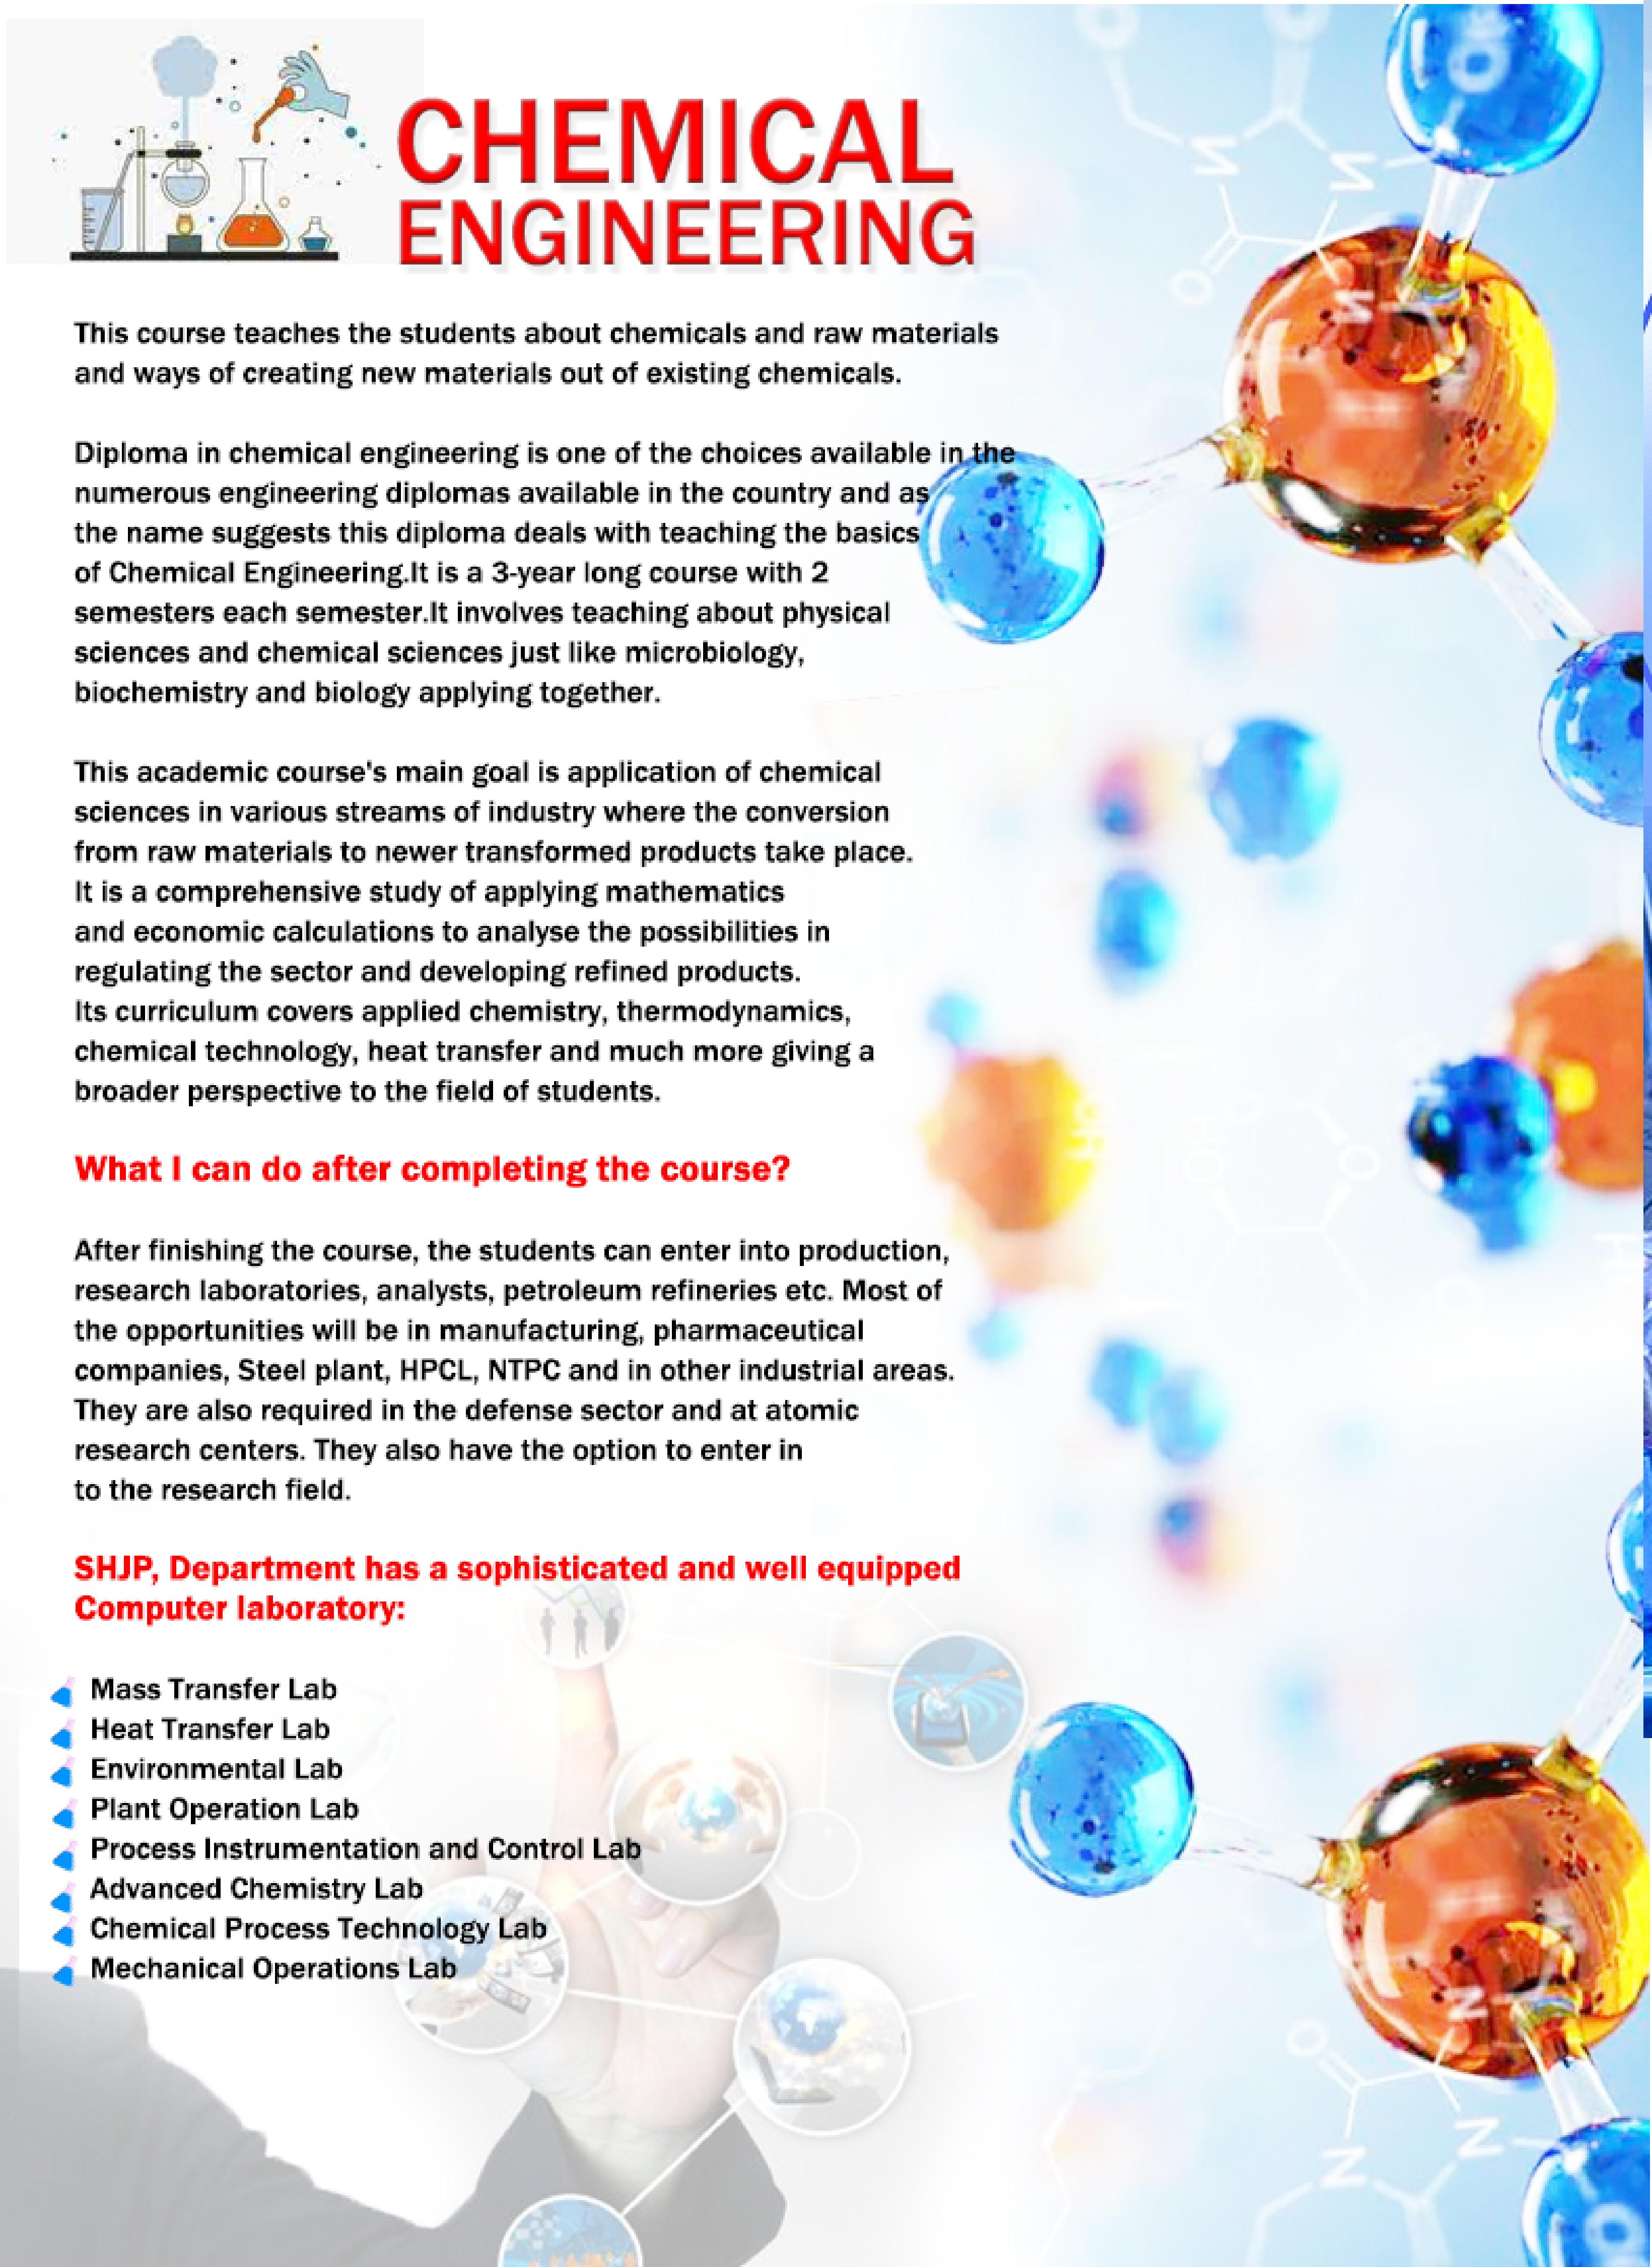 CHEMICAL
ENGINEERING
This course teaches the students about chemicals and raw materials
and ways of creating new materials out of existing chemicals.
Diploma in chemical engineering is one of the choices available in the
numerous engineering diplomas available in the country and as
the name suggests this diploma deals with teaching the basics
of Chemical Engineering.It is a 3-year long course with 2
semesters each semester.It involves teaching about physical
sciences and chemical sciences just like microbiology,
biochemistry and biology applying together.
This academic course's main goal is application of chemical
sciences in various streams of industry where the conversion
from raw materials to newer transformed products take place.
It is a comprehensive study of applying mathematics
and economic calculations to analyse the possibilities in
regulating the sector and developing refined products.
Its curriculum covers applied chemistry, thermodynamics,
chemical technology, heat transfer and much more giving a
broader perspective to the field of students.
What I can do after completing the course?
After finishing the course, the students can enter into production,
research laboratories, analysts, petroleum refineries etc. Most of
the opportunities will be in manufacturing, pharmaceutical
companies, Steel plant, HPCL, NTPC and in other industrial areas.
They are also required in the defense sector and at atomic
research centers. They also have the option to enter in
to the research field.
SHJP, Department has a sophisticated and well equipped
Computer laboratory:
Mass Transfer Lab
Heat Transfer Lab
Environmental Lab
Plant Operation Lab
Process Instrumentation and Control Lab
Advanced Chemistry Lab
Chemical Process Technology Lab
Mechanical Operations Lab